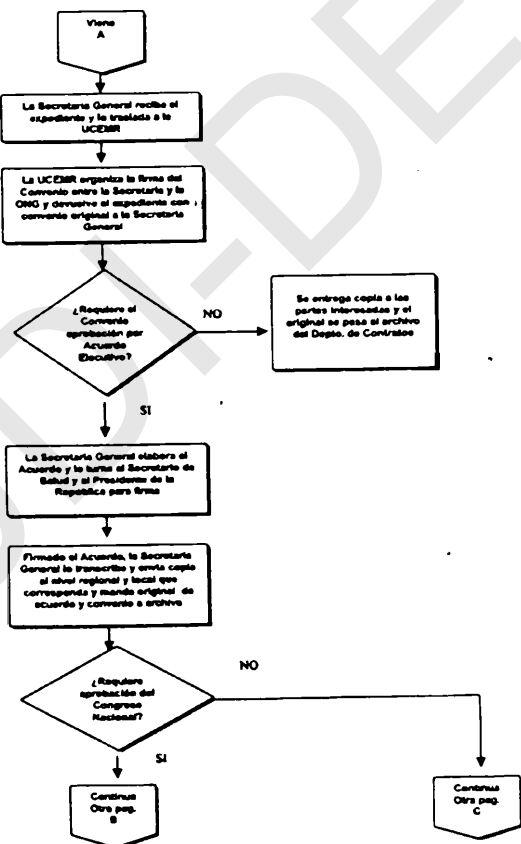 Viene
A
La Secretaría General recibe el
expediente y lo traslada a la
UCEMR
La UCEMR organiza la firma del
Convenio entre la Secretaría y la
ONG y devuelve el expediente con
convenio original a la Secretaría
General
¿Requiere el
Convenio
aprobación por
Acuerdo
Ejecutivo?
NO
Se entrega copia a las
partes interesadas y el
original se pasa al archivo
del Depto. de Contratos
SI
La Secretaría General elabora el
Acuerdo y lo turna al Secretario de
Salud y al Presidente de la
República para firma
Firmado el Acuerdo, la Secretaría
General lo transcribe y envía copia
al nivel regional y local que
corresponda y manda original de
acuerdo y convenio a archivo
¿Requiere
aprobación del
Congreso
Nacional?
NO
SI
Continua
Otra pag.
B
Continua
Otra pag.
C